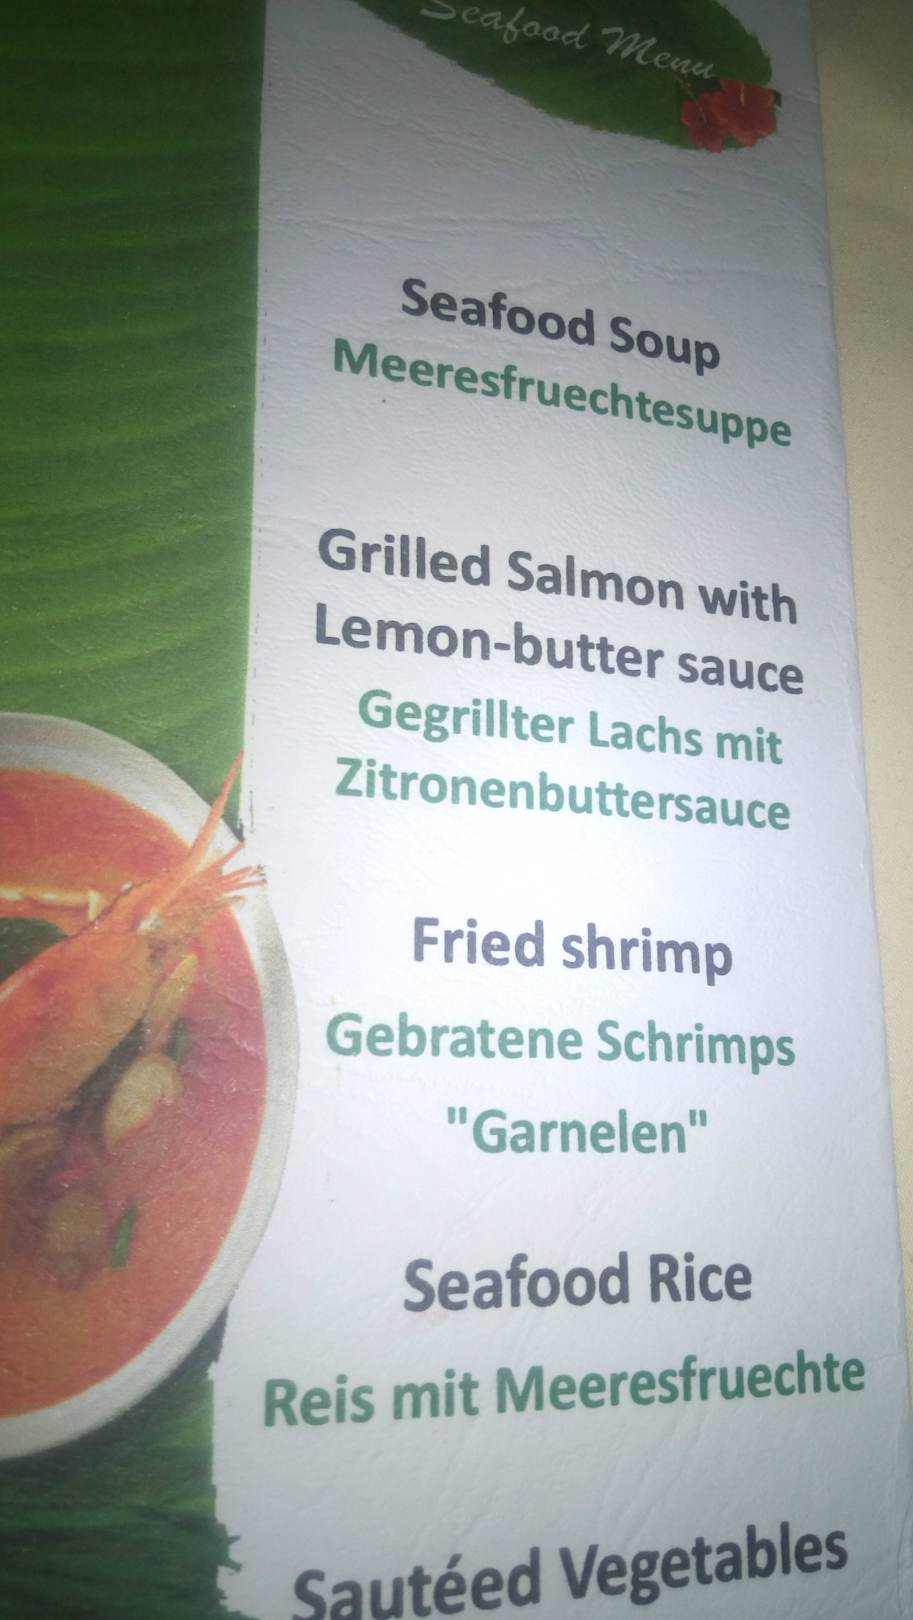 Seafood Menu
Seafood Soup
Meeresfruechtesuppe
Grilled Salmon with
Lemon-butter sauce
Gegrillter Lachs mit
Zitronenbuttersauce
Fried shrimp
Gebratene Schrimps
"Garnelen"
Seafood Rice
Reis mit Meeresfruechte
Sautéed Vegetables